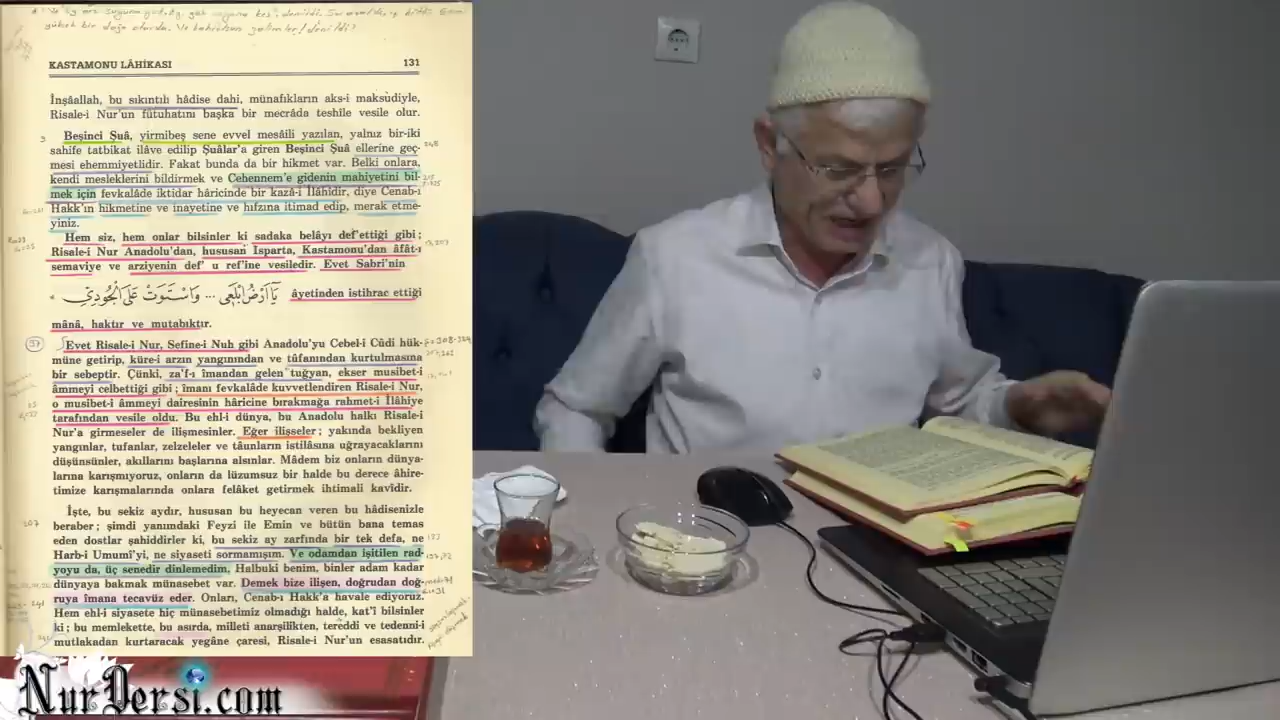 KASTAMONU LÂHİKASI 131
İnşâallah, bu sıkıntılı hâdise dahi, münafıkların aks-i maksûdiyle,
Risale-i Nur'un fütuhatını başka bir mecrâda teshîle vesile olur.
Beşinci Şuâ, yirmibeş sene evvel mesâili yazılan, yalnız bir-iki
sahife tatbikat ilâve edilip Şuâlar'a giren Beşinci Şuâ ellerine geç-
mesi ehemmiyetlidir. Fakat bunda da bir hikmet var. Belki onlara,
kendi mesleklerini bildirmek ve Cehennem'e gidenin mahiyetini bil-
mek için fevkalâde iktidar hâricinde bir kazâ-i İlâhîdir, diye Cenab-ı
Hakk'ın hikmetine ve inayetine ve hıfzına itimad edip, merak etme-
yiniz.
Hem siz, hem onlar bilsinler ki sadaka belâyı def'ettiği gibi;
Risale-i Nur Anadolu'dan, hususan Isparta, Kastamonu'dan âfât-ı
semaviye ve arziyenin def' u ref'ine vesiledir. Evet Sabri'nin
يَا أَرْضُ ابْلَعِى ... وَاسْتَوَتْ عَلَى الْجُودِىِّ âyetinden istihrac ettiği
mânâ, haktır ve mutabıktır.
Evet Risale-i Nur, Sefine-i Nuh gibi Anadolu'yu Cebel-i Cûdi hük-
müne getirip, küre-i arzın yangınından ve tûfanından kurtulmasına
bir sebeptir. Çünki, za'f-ı imandan gelen tuğyan, ekser musibet-i
âmmeyi celbettiği gibi; îmanı fevkalâde kuvvetlendiren Risale-i Nur,
o musibet-i âmmeyi dairesinin hâricine bırakmağa rahmet-i İlâhiye
tarafından vesile oldu. Bu ehl-i dünya, bu Anadolu halkı Risale-i
Nur'a girmeseler de ilişmesinler. Eğer ilişseler; yakında bekliyen
yangınlar, tufanlar, zelzeleler ve tâunların istilâsına uğrayacaklarını
düşünsünler, akıllarını başlarına alsınlar. Mâdem biz onların dünya-
larına karışmıyoruz, onların da lüzumsuz bir halde bu derece âhire-
timize karışmalarında onlara felâket getirmek ihtimali kavîdir.
İşte, bu sekiz aydır, hususan bu heyecan veren bu hâdisenizle
beraber; şimdi yanımdaki Feyzi ile Emin ve bütün bana temas
eden dostlar şahiddirler ki, bu sekiz ay zarfında bir tek defa, ne
Harb-i Umumî'yi, ne siyaseti sormamışım. Ve odamdan işitilen rad-
yoyu da, üç senedir dinlemedim. Halbuki benim, binler adam kadar
dünyaya bakmak münasebet var. Demek bize ilişen, doğrudan doğ-
ruya îmana tecavüz eder. Onları, Cenab-ı Hakk'a havale ediyoruz.
Hem ehl-i siyasete hiç münasebetimiz olmadığı halde, kat'î bilsinler
ki; bu memlekette, bu asırda, milleti anarşilikten, tereddi ve tedenni-i
mutlakadan kurtaracak yegâne çaresi, Risale-i Nur'un esasatıdır.
NurDersi.com